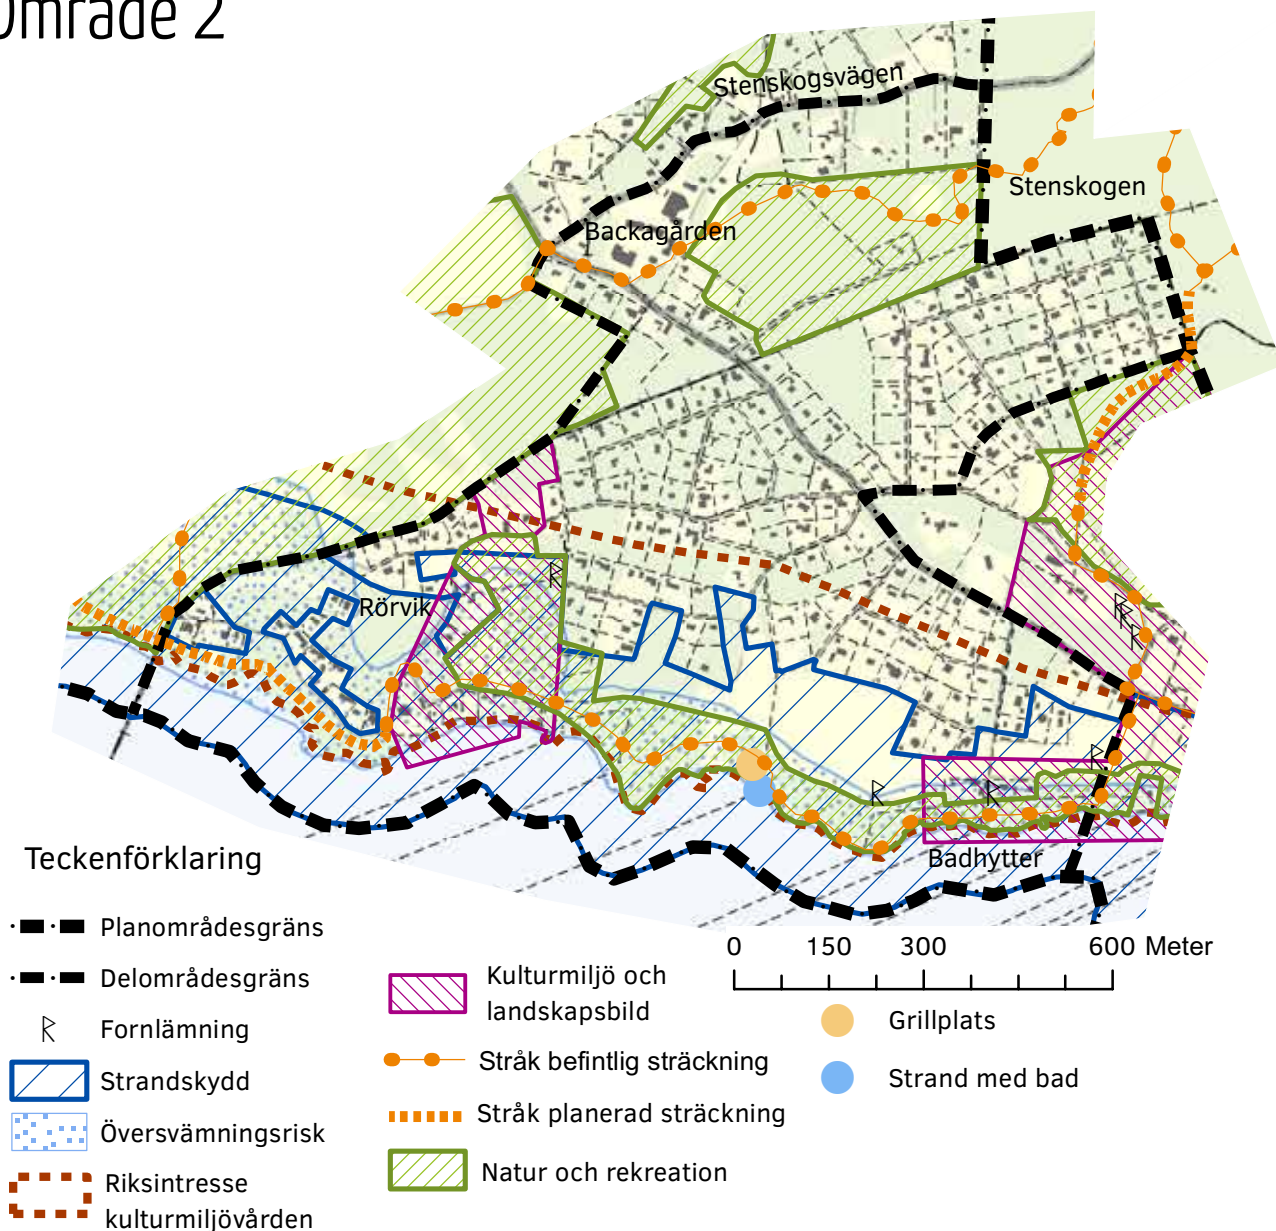 Område 2
Stenskogsvägen
Stenskogen
Backagården
Rörvik
Badhytter
Teckenförklaring
Planområdesgräns
Delområdesgräns
Fornlämning
Strandskydd
Översvämningsrisk
Riksintresse
kulturmiljövården
Kulturmiljö och
landskapsbild
Stråk befintlig sträckning
Stråk planerad sträckning
Natur och rekreation
0 150 300 600 Meter
Grillplats
Strand med bad